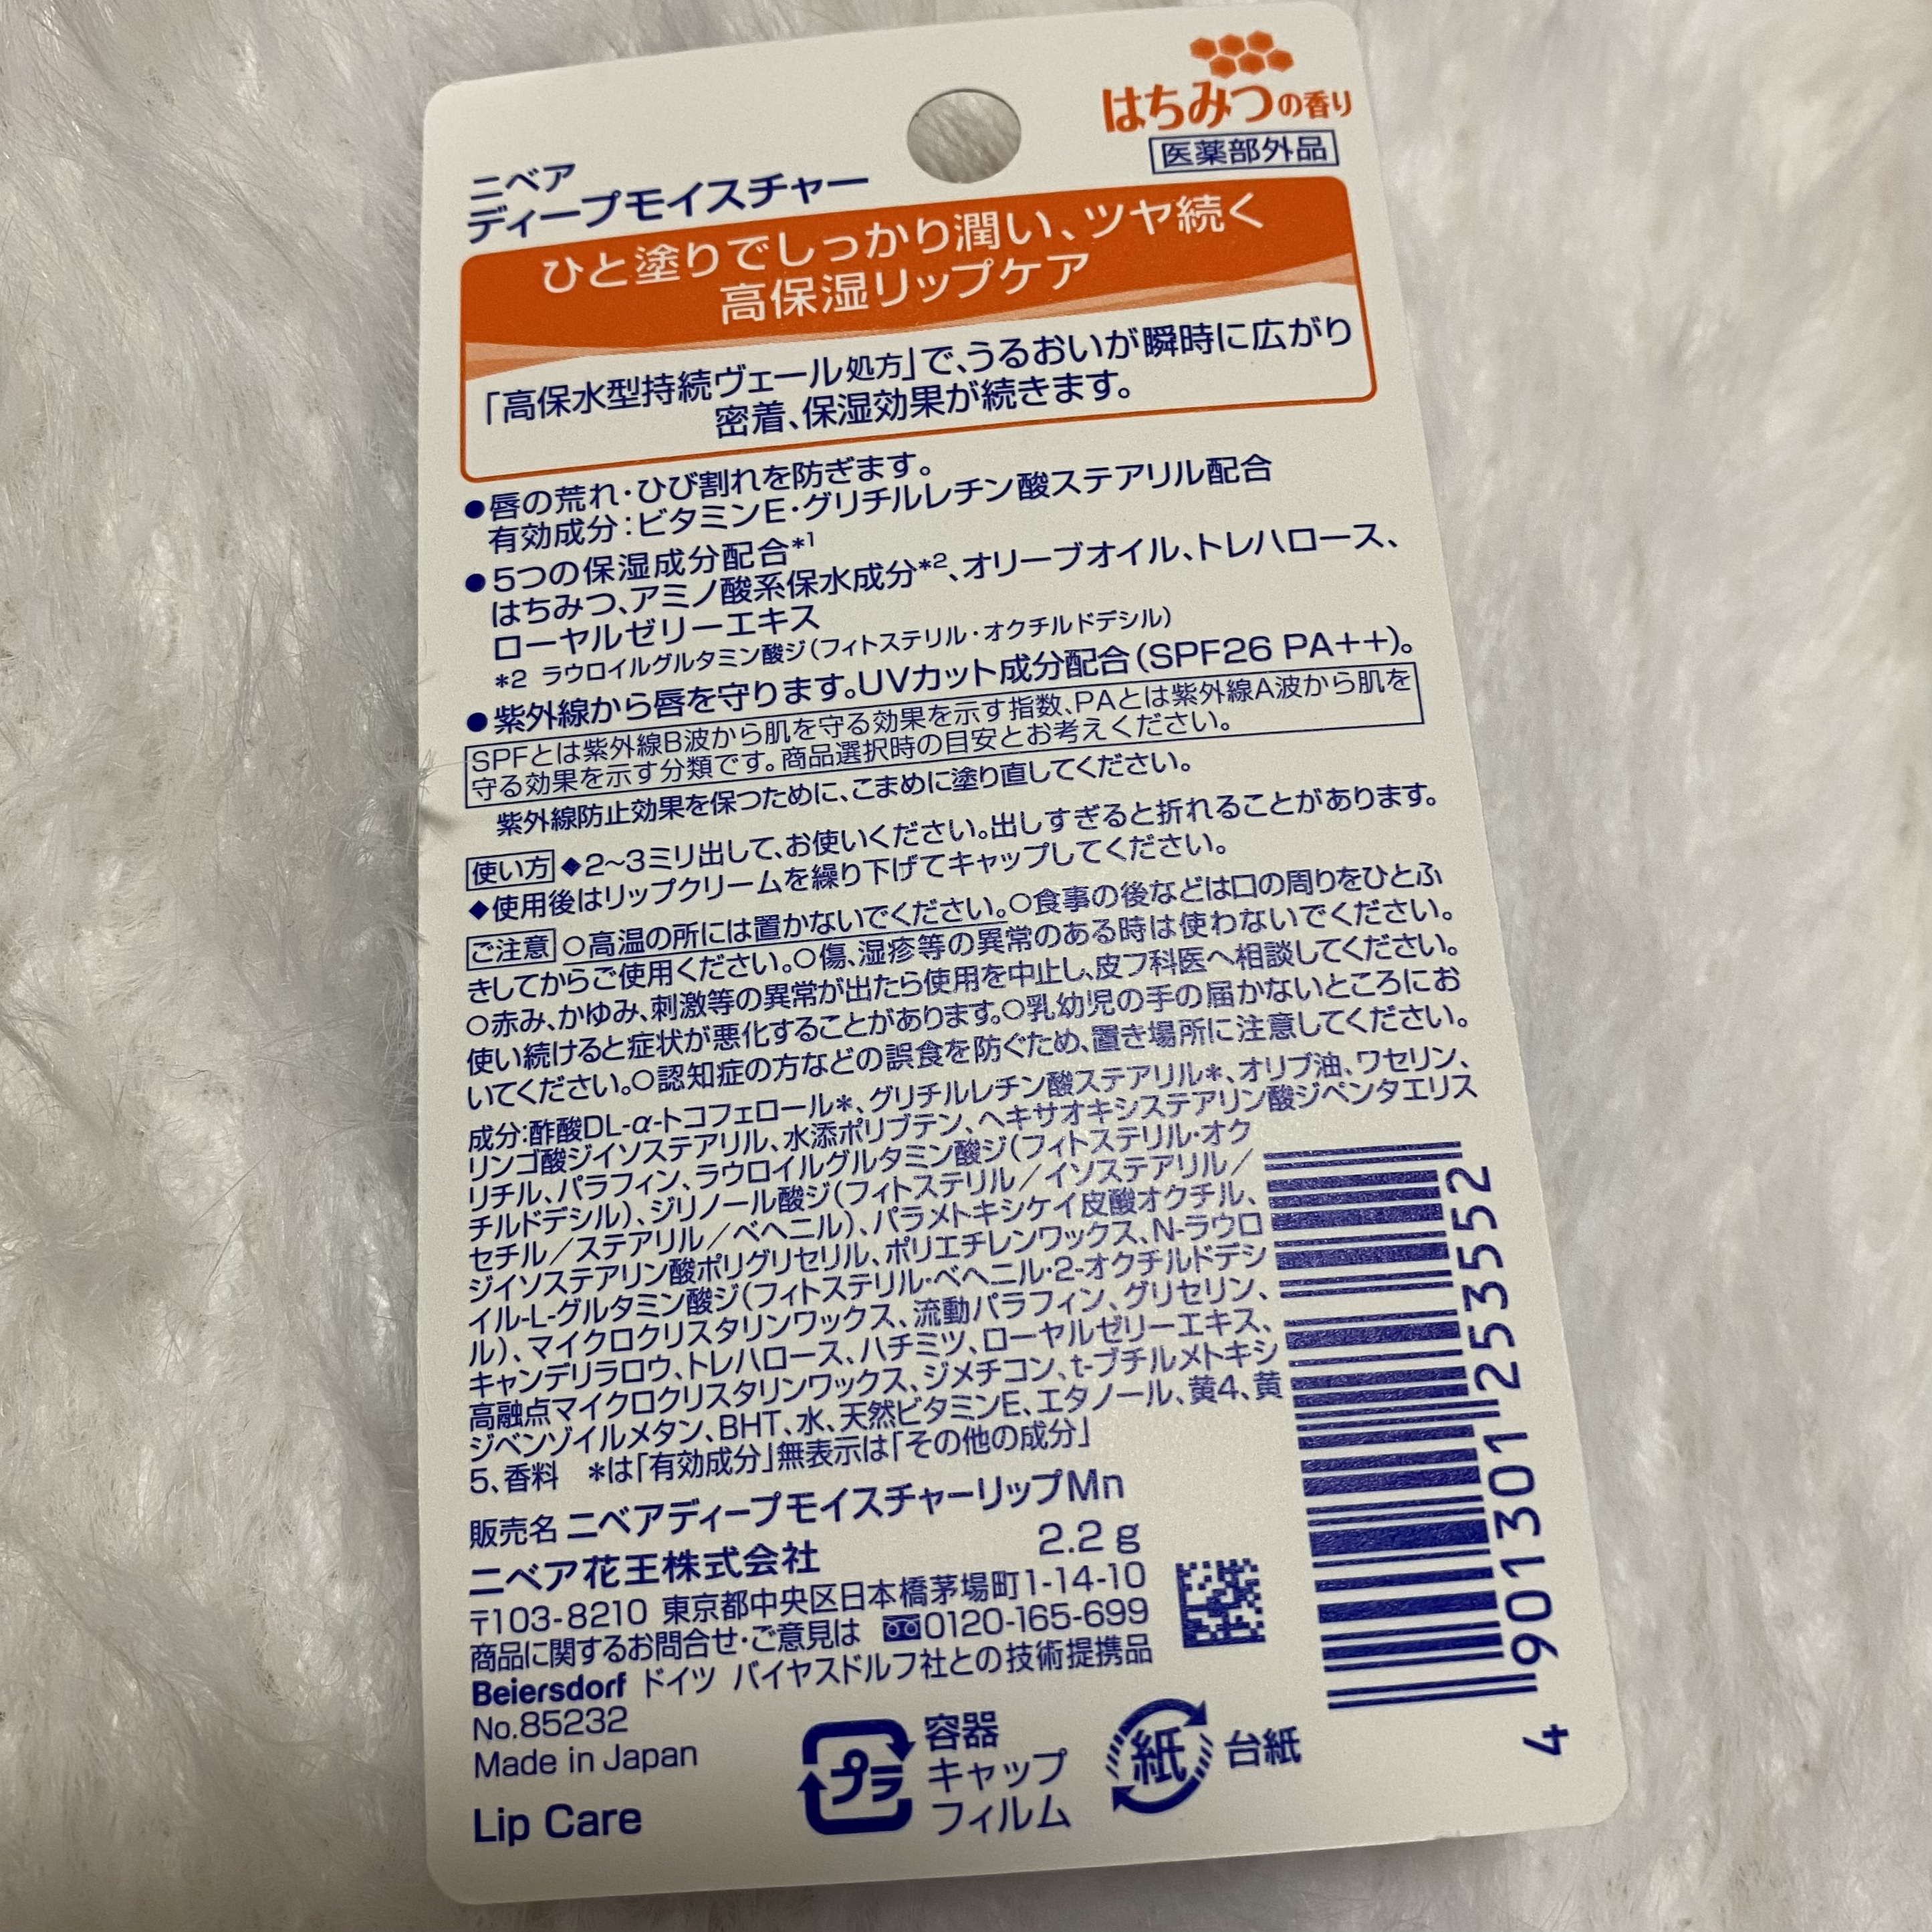 はちみつの香り
医薬部外品
ニベア
ディープモイスチャー
ひと塗りでしっかり潤い、ツヤ続く
高保湿リップケア
「高保水型持続ヴェール処方」で、うるおいが瞬時に広がり
密着、保湿効果が続きます。
●唇の荒れ・ひび割れを防ぎます。
有効成分：ビタミンE・グリチルレチン酸ステアリル配合
●5つの保湿成分配合*1
はちみつ、アミノ酸系保水成分*2、オリーブオイル、トレハロース、
ローヤルゼリーエキス
*2 ラウロイルグルタミン酸ジ（フィトステリル・オクチルドデシル）
●紫外線から唇を守ります。UVカット成分配合（SPF26 PA++）。
SPFとは紫外線B波から肌を守る効果を示す指数、PAとは紫外線A波から肌を
守る効果を示す分類です。商品選択時の目安とお考えください。
紫外線防止効果を保つために、こまめに塗り直してください。
使い方 ◆2〜3ミリ出して、お使いください。出しすぎると折れることがあります。
◆使用後はリップクリームを繰り下げてキャップしてください。
ご注意 ○高温の所には置かないでください。○食事の後などは口の周りをひとふ
きしてからご使用ください。○傷、湿疹等の異常のある時は使わないでください。
○赤み、かゆみ、刺激等の異常が出たら使用を中止し、皮フ科医へ相談してください。
使い続けると症状が悪化することがあります。○乳幼児の手の届かないところにお
いてください。○認知症の方などの誤食を防ぐため、置き場所に注意してください。
成分：酢酸DL-α-トコフェロール*、グリチルレチン酸ステアリル*、オリブ油、ワセリン、
リンゴ酸ジイソステアリル、水添ポリブテン、ヘキサオキシステアリン酸ジペンタエリス
リチル、パラフィン、ラウロイルグルタミン酸ジ（フィトステリル・オク
チルドデシル）、ジリノール酸ジ（フィトステリル／イソステアリル／
セチル／ステアリル／ベヘニル）、パラメトキシケイ皮酸オクチル、
ジイソステアリン酸ポリグリセリル、ポリエチレンワックス、N-ラウロ
イル-L-グルタミン酸ジ（フィトステリル・ベヘニル・2-オクチルドデシ
ル）、マイクロクリスタリンワックス、流動パラフィン、グリセリン、
キャンデリラロウ、トレハロース、ハチミツ、ローヤルゼリーエキス、
高融点マイクロクリスタリンワックス、ジメチコン、t-ブチルメトキシ
ジベンゾイルメタン、BHT、水、天然ビタミンE、エタノール、黄4、黄
5、香料　*は「有効成分」無表示は「その他の成分」
販売名 ニベアディープモイスチャーリップMn
2.2 g
ニベア花王株式会社
〒103-8210 東京都中央区日本橋茅場町1-14-10
商品に関するお問合せ・ご意見は 0120-165-699
Beiersdorf ドイツ バイヤスドルフ社との技術提携品
No.85232
Made in Japan
Lip Care
プラ
容器
キャップ
フィルム
紙
台紙
4 901301 253552